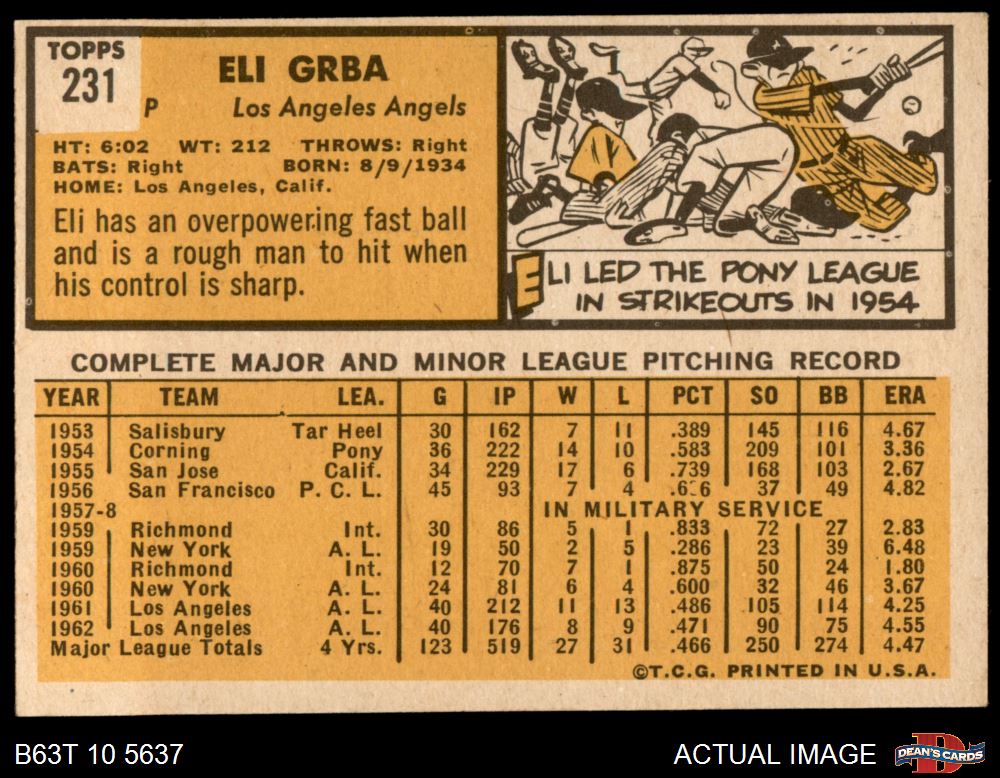 TOPPS
231
ELI GRBA
P Los Angeles Angels
HT: 6:02 WT: 212 THROWS: Right
BATS: Right BORN: 8/9/1934
HOME: Los Angeles, Calif.
Eli has an overpowering fast ball
and is a rough man to hit when
his control is sharp.
ELI LED THE PONY LEAGUE
IN STRIKEOUTS IN 1954
COMPLETE MAJOR AND MINOR LEAGUE PITCHING RECORD
YEAR TEAM LEA. G IP W L PCT SO BB ERA
1953 Salisbury Tar Heel 30 162 7 11 .389 145 116 4.67
1954 Corning Pony 36 222 14 10 .583 209 101 3.36
1955 San Jose Calif. 34 229 17 6 .739 168 103 2.67
1956 San Francisco P. C. L. 45 93 7 4 37 49 4.82
1957-8 IN MILITARY SERVICE
1959 Richmond Int. 30 86 5 1 .833 72 27 2.83
1959 New York A. L. 19 50 2 5 .286 23 39 6.48
1960 Richmond Int. 12 70 7 1 .875 50 24 1.80
1960 New York A. L. 24 81 6 4 .600 32 46 3.67
1961 Los Angeles A. L. 40 212 11 13 .486 105 114 4.25
1962 Los Angeles A. L. 40 176 8 9 .471 90 75 4.55
Major League Totals 4 Yrs. 123 519 27 31 .466 250 274 4.47
©T.C.G. PRINTED IN U.S.A.
B63T 10 5637 ACTUAL IMAGE DEAN'S CARDS